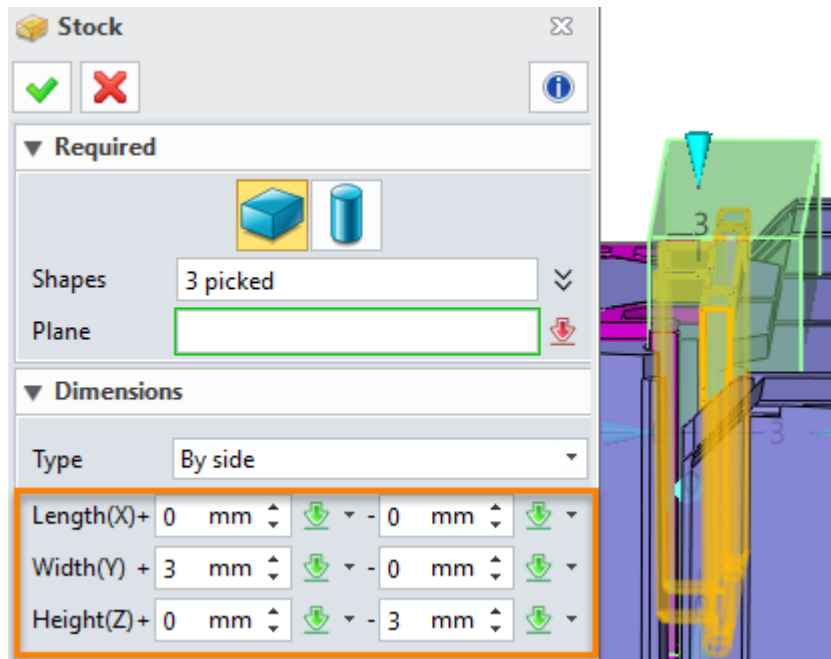 Stock
Required
Shapes 3 picked
Plane
Dimensions
Type By side
Length(X)+ 0 mm - 0 mm
Width(Y) + 3 mm - 0 mm
Height(Z)+ 0 mm - 3 mm
3
3